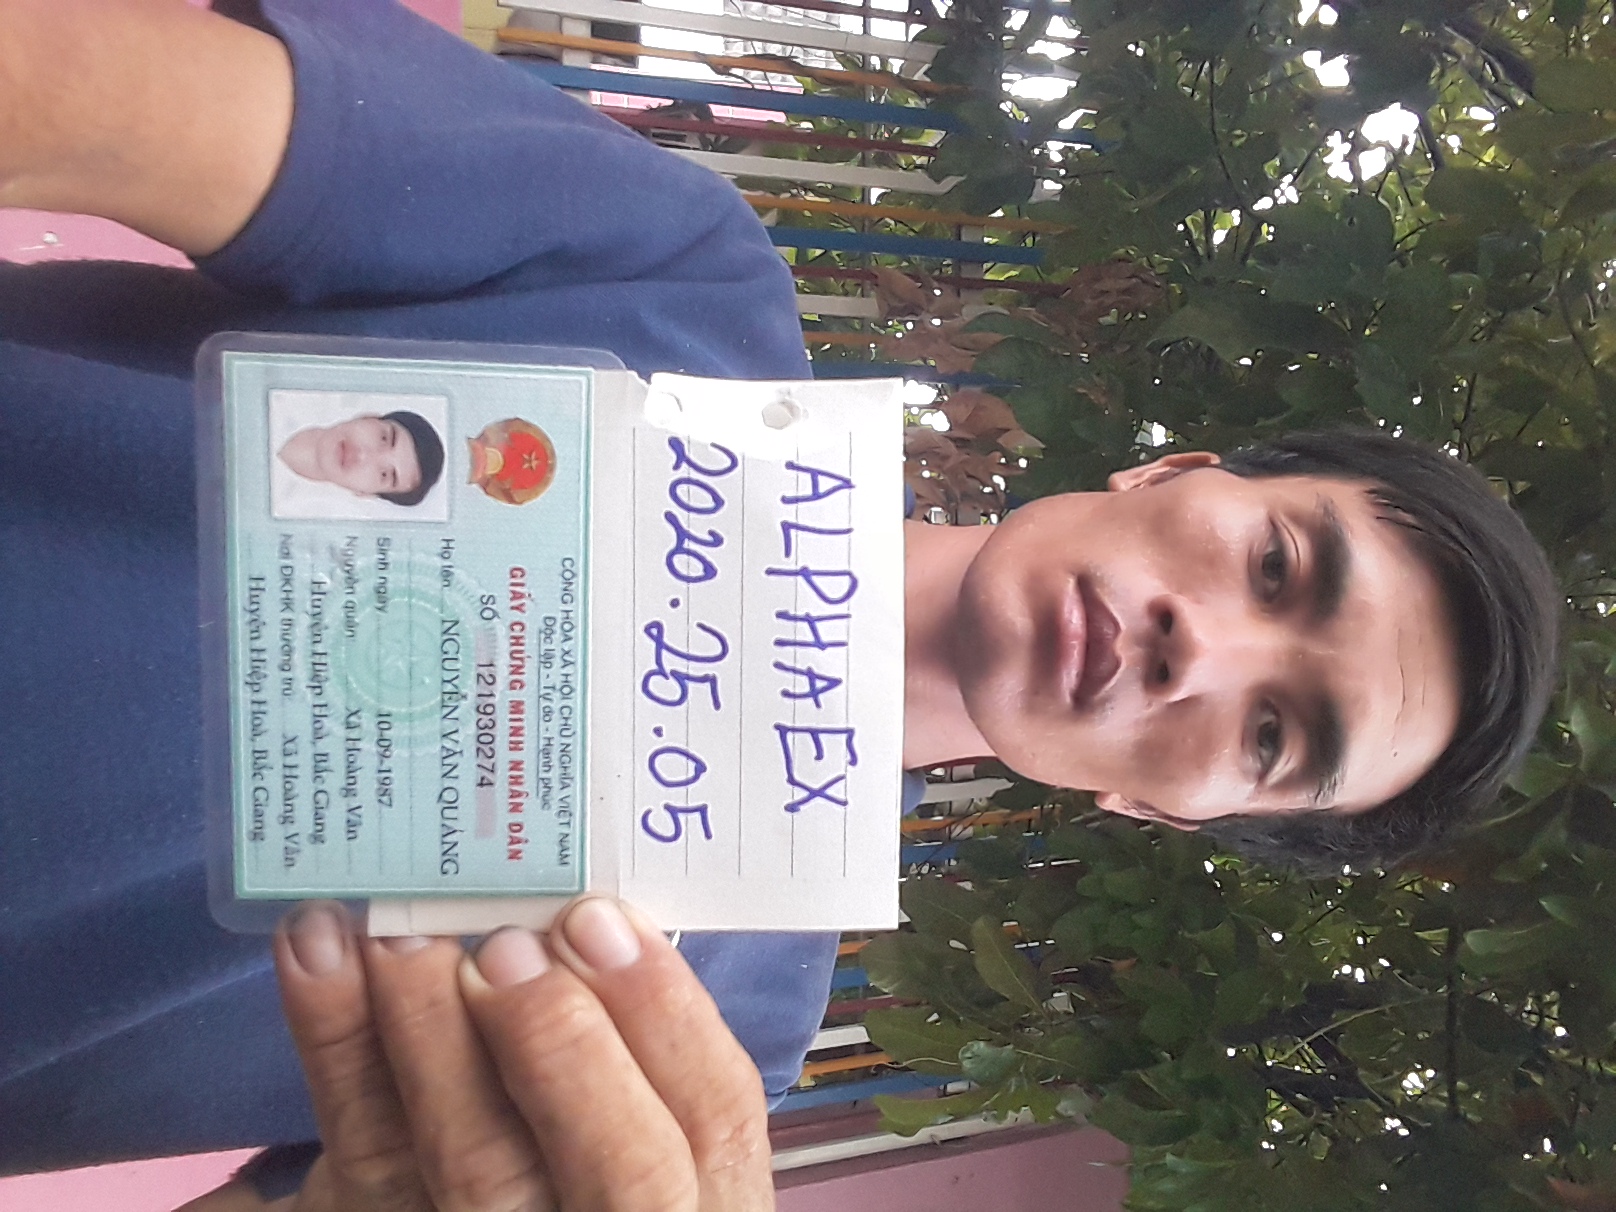 ALPHAEX
2020.25.05
CỘNG HÒA XÃ HỘI CHỦ NGHĨA VIỆT NAM
Độc lập - Tự do - Hạnh phúc
GIẤY CHỨNG MINH NHÂN DÂN
SỐ 121930274
Họ tên NGUYỄN VĂN QUẢNG
Sinh ngày 10-09-1987
Nguyên quán: Xã Hoàng Vân
Huyện Hiệp Hoà, Bắc Giang
Nơi ĐKHK thường trú: Xã Hoàng Vân
Huyện Hiệp Hoà, Bắc Giang